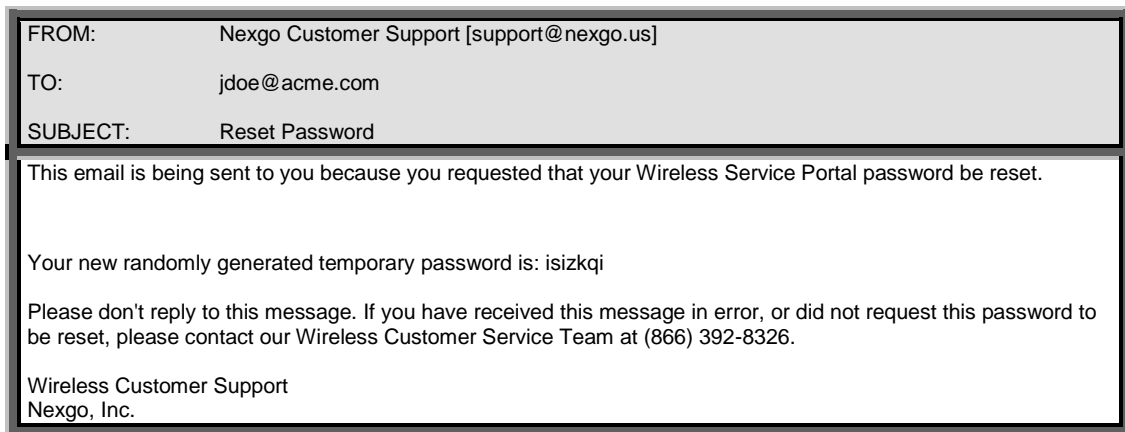 FROM: Nexgo Customer Support [support@nexgo.us]
TO: jdoe@acme.com
SUBJECT: Reset Password
This email is being sent to you because you requested that your Wireless Service Portal password be reset.
Your new randomly generated temporary password is: isizkqi
Please don't reply to this message. If you have received this message in error, or did not request this password to
be reset, please contact our Wireless Customer Service Team at (866) 392-8326.
Wireless Customer Support
Nexgo, Inc.